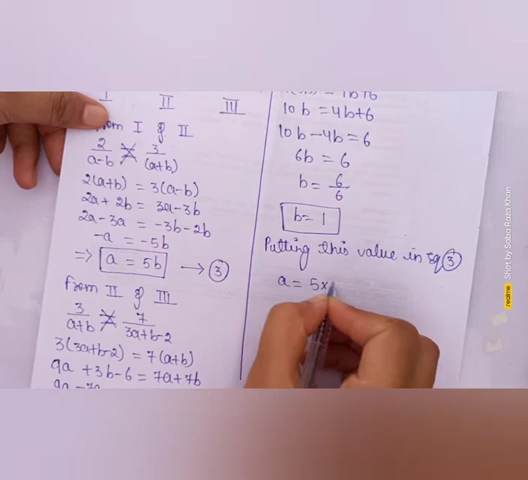 I II III
From I & II
2/(a-b) = 3/(a+b)
2(a+b) = 3(a-b)
2a + 2b = 3a-3b
2a - 3a = -3b-2b
-a = -5b
=> a = 5b → ③
From II & III
3/(a+b) = 7/(3a+b-2)
3(3a+b-2) = 7(a+b)
9a + 3b - 6 = 7a+7b
10 b = 4b+6
10 b - 4b = 6
6b = 6
b = 6/6
b = 1
Putting this value in Eq ③
a = 5x
realme Shot by Saba Raza Khan